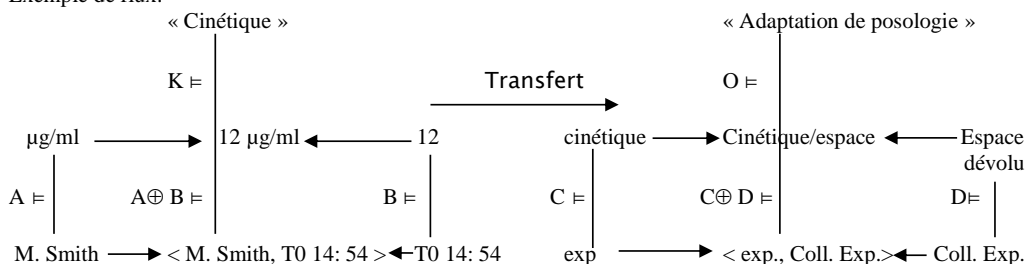 Exemple de flux:
« Cinétique » « Adaptation de posologie »
K ⊨ Transfert O ⊨
µg/ml 12 µg/ml 12 cinétique Cinétique/espace Espace
dévolu
A ⊨ A⊕ B ⊨ B ⊨ C ⊨ C⊕ D ⊨ D⊨
M. Smith < M. Smith, T0 14: 54 > T0 14: 54 exp < exp., Coll. Exp.> Coll. Exp.